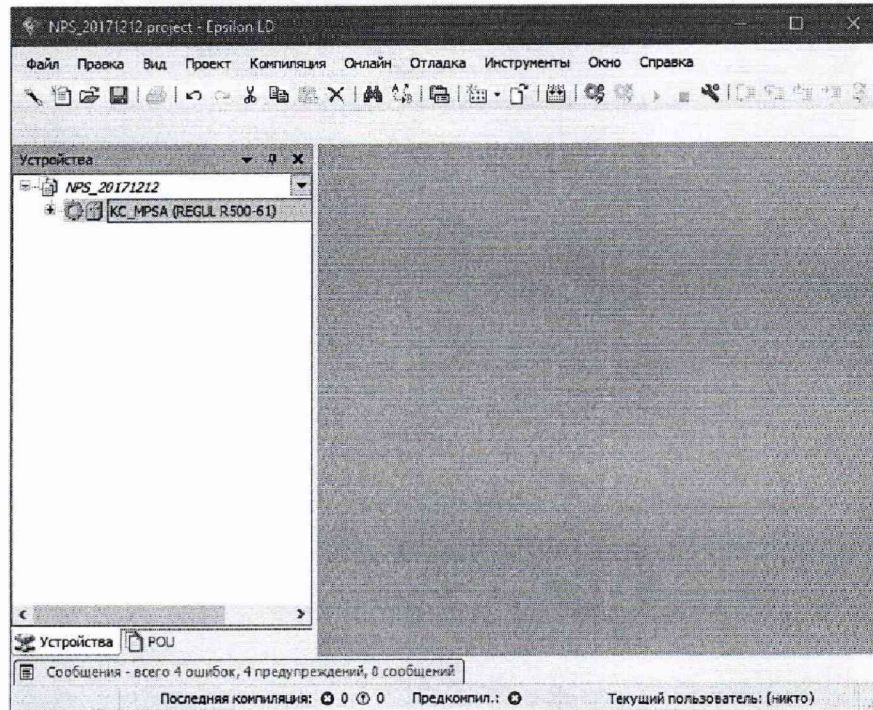 NPS_20171212.project - Epsilon LD
Файл Правка Вид Проект Компиляция Онлайн Отладка Инструменты Окно Справка
Устройства
NPS_20171212
KC_MPSA (REGUL R500-61)
Устройства POU
Сообщения - всего 4 ошибок, 4 предупреждений, 0 сообщений
Последняя компиляция: 0 0 Предкомпил.: Текущий пользователь: (никто)